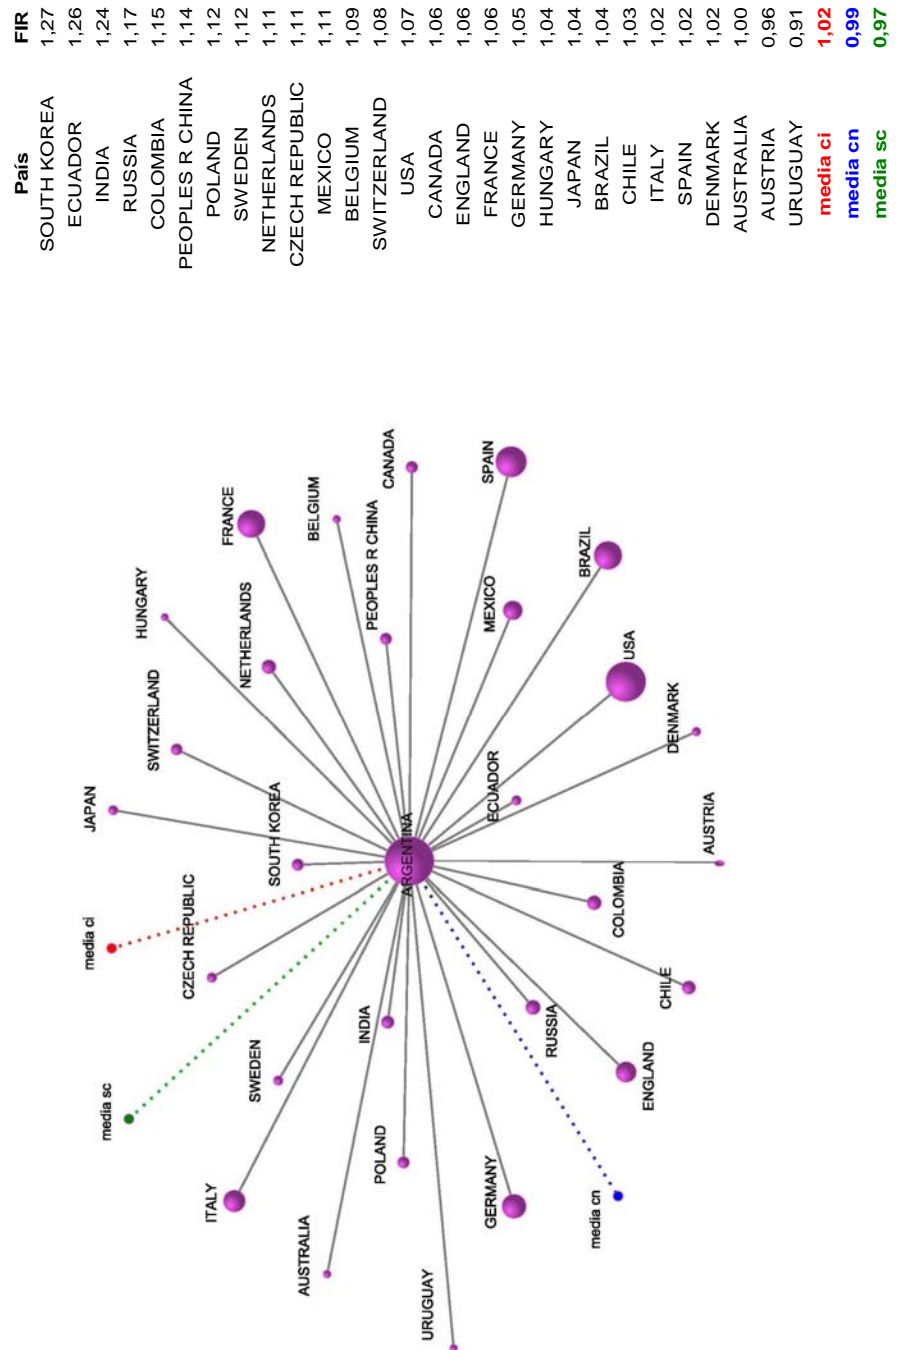 media ci
JAPAN
media sc
HUNGARY
SWITZERLAND
CZECH REPUBLIC
ITALY
FRANCE
NETHERLANDS
SWEDEN
SOUTH KOREA
AUSTRALIA
BELGIUM
INDIA
PEOPLES R CHINA
POLAND
CANADA
ARGENTINA
URUGUAY
GERMANY
ECUADOR
MEXICO
SPAIN
RUSSIA
BRAZIL
media cn
COLOMBIA
USA
ENGLAND
CHILE
DENMARK
AUSTRIA
País FIR
SOUTH KOREA 1,27
ECUADOR 1,26
INDIA 1,24
RUSSIA 1,17
COLOMBIA 1,15
PEOPLES R CHINA 1,14
POLAND 1,12
SWEDEN 1,12
NETHERLANDS 1,11
CZECH REPUBLIC 1,11
MEXICO 1,11
BELGIUM 1,09
SWITZERLAND 1,08
USA 1,07
CANADA 1,06
ENGLAND 1,06
FRANCE 1,06
GERMANY 1,05
HUNGARY 1,04
JAPAN 1,04
BRAZIL 1,04
CHILE 1,03
ITALY 1,02
SPAIN 1,02
DENMARK 1,02
AUSTRALIA 1,00
AUSTRIA 0,96
URUGUAY 0,91
media ci 1,02
media cn 0,99
media sc 0,97